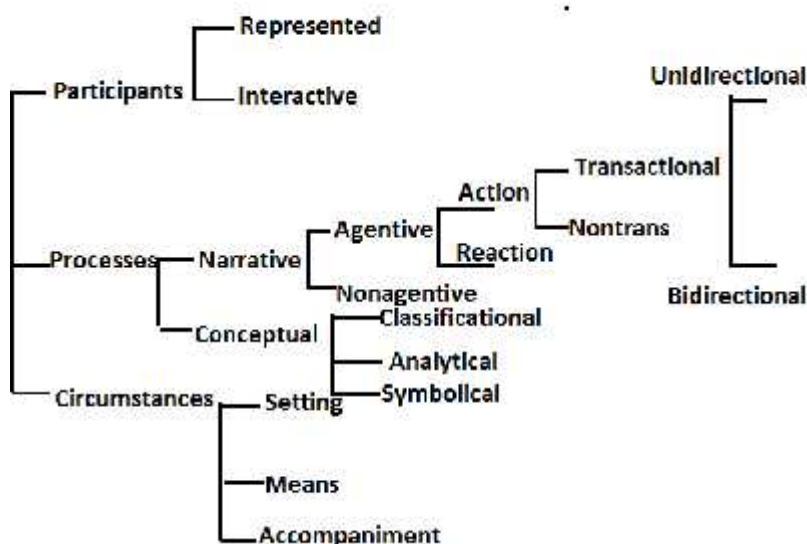 Represented
Unidirectional
Participants
Interactive
Transactional
Action
Agentive
Nontrans
Reaction
Processes
Narrative
Nonagentive
Bidirectional
Classificational
Conceptual
Analytical
Symbolical
Circumstances
Setting
Means
Accompaniment